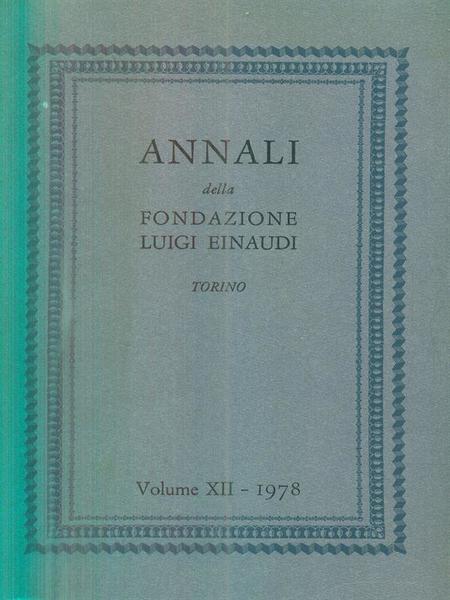 ANNALI
della
FONDAZIONE
LUIGI EINAUDI
TORINO
Volume XII - 1978